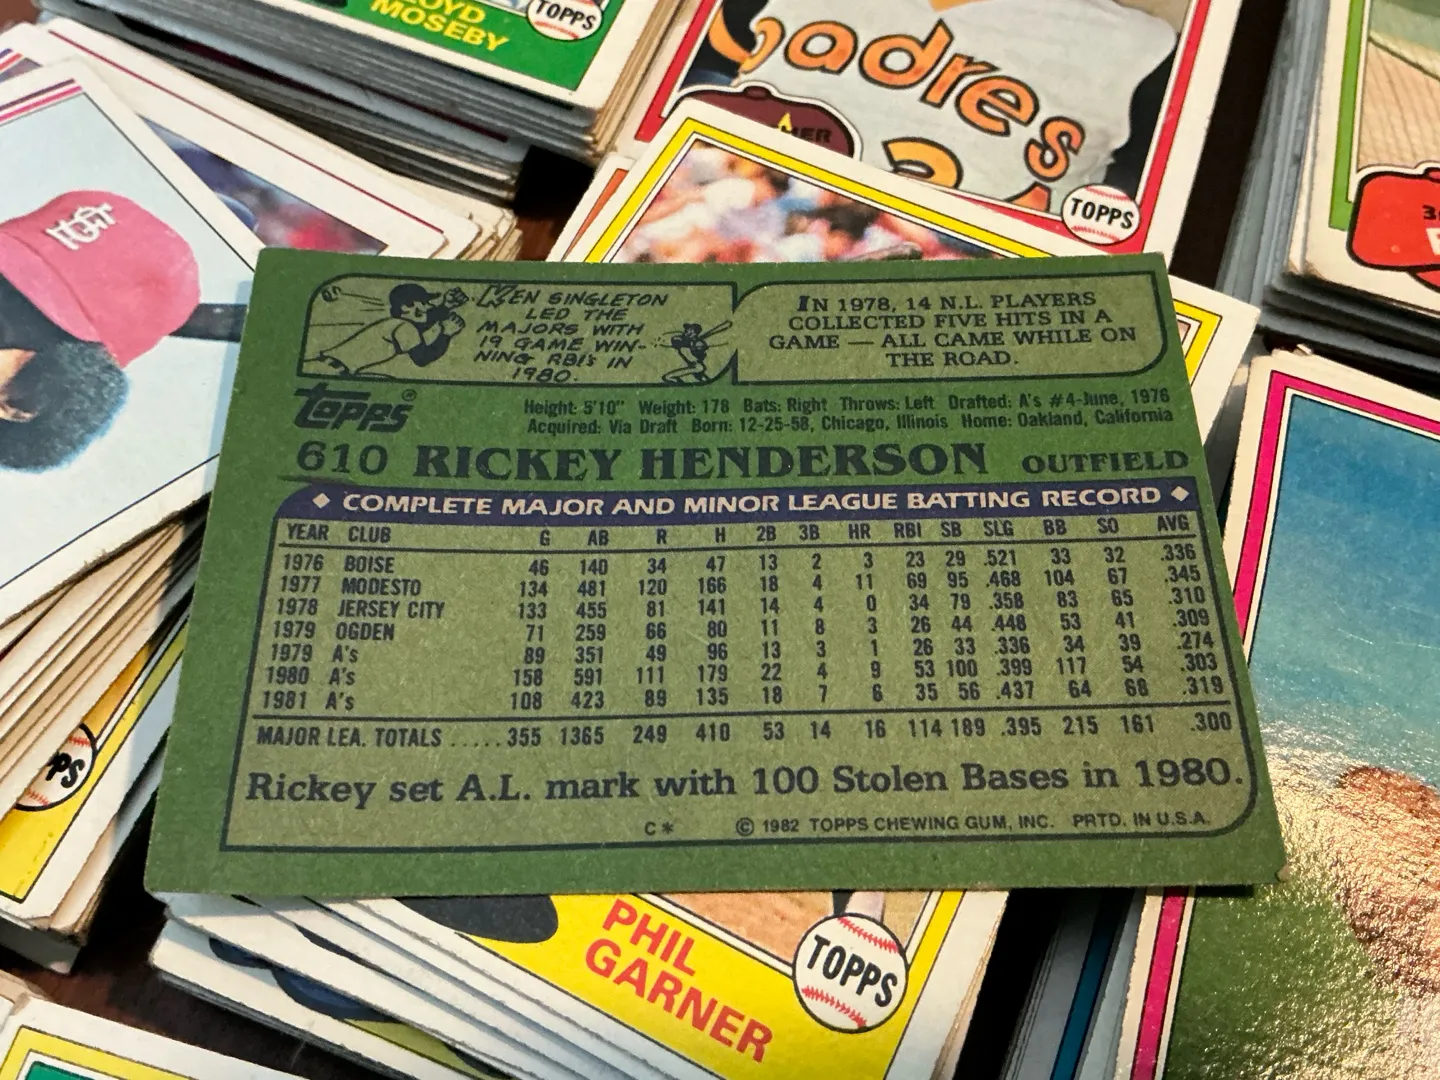 LOYD
MOSEBY
TOPPS
Padres
TOPPS
KEN SINGLETON
LED THE
MAJORS WITH
19 GAME WIN-
NING RBI's IN
1980.
IN 1978, 14 N.L. PLAYERS
COLLECTED FIVE HITS IN A
GAME — ALL CAME WHILE ON
THE ROAD.
topps®
Height: 5'10" Weight: 178 Bats: Right Throws: Left Drafted: A's #4-June, 1976
Acquired: Via Draft Born: 12-25-58, Chicago, Illinois Home: Oakland, California
610 RICKEY HENDERSON OUTFIELD
◆ COMPLETE MAJOR AND MINOR LEAGUE BATTING RECORD ◆
YEAR CLUB G AB R H 2B 3B HR RBI SB SLG BB SO AVG
1976 BOISE 46 140 34 47 13 2 3 23 29 .521 33 32 .336
1977 MODESTO 134 481 120 166 18 4 11 69 95 .468 104 67 .345
1978 JERSEY CITY 133 455 81 141 14 4 0 34 79 .358 83 65 .310
1979 OGDEN 71 259 66 80 11 8 3 26 44 .448 53 41 .309
1979 A's 89 351 49 96 13 3 1 26 33 .336 34 39 .274
1980 A's 158 591 111 179 22 4 9 53 100 .399 117 54 .303
1981 A's 108 423 89 135 18 7 6 35 56 .437 64 68 .319
MAJOR LEA. TOTALS .....355 1365 249 410 53 14 16 114 189 .395 215 161 .300
Rickey set A.L. mark with 100 Stolen Bases in 1980.
C* © 1982 TOPPS CHEWING GUM, INC. PRTD. IN U.S.A.
PHIL
GARNER
TOPPS